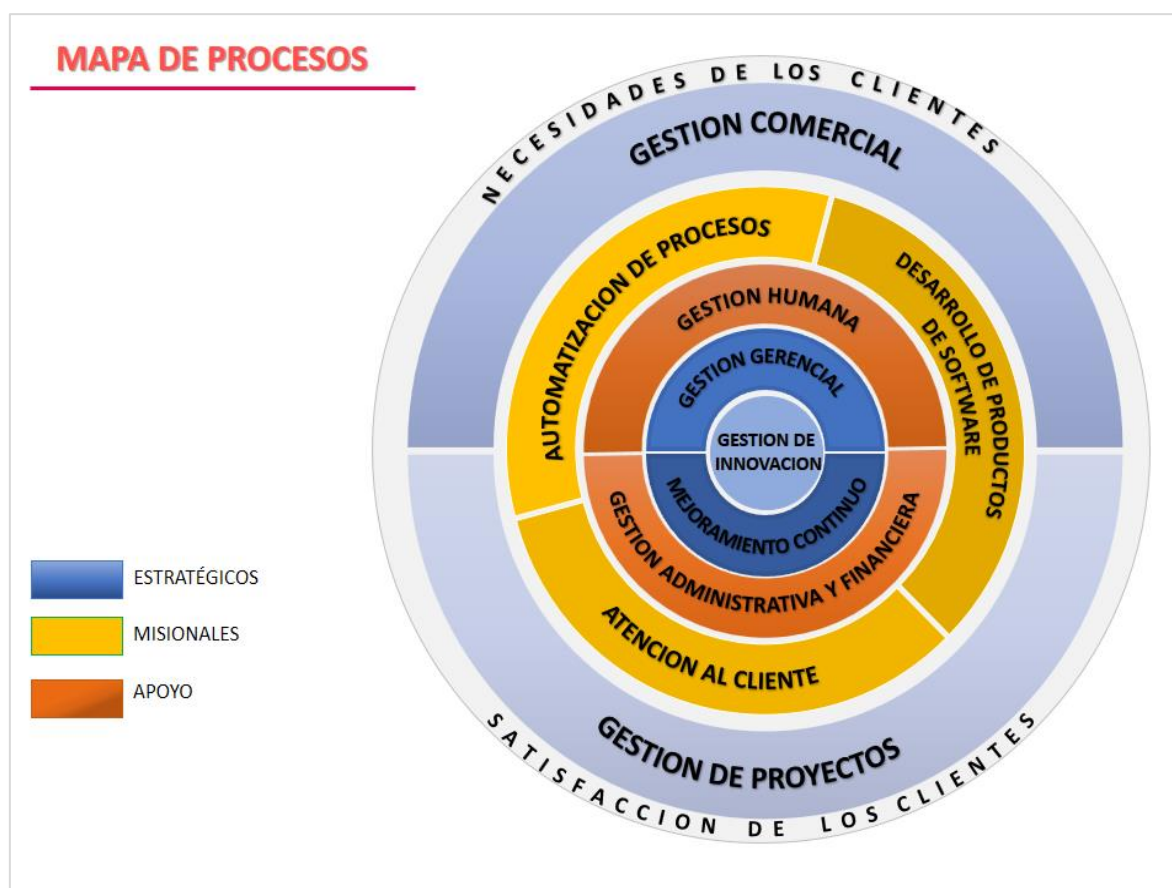 MAPA DE PROCESOS
NECESIDADES DE LOS CLIENTES
GESTION COMERCIAL
AUTOMATIZACION DE PROCESOS
DESARROLLO DE PRODUCTOS
DE SOFTWARE
GESTION HUMANA
GESTION GERENCIAL
GESTION DE
INNOVACION
MEJORAMIENTO CONTINUO
GESTION ADMINISTRATIVA Y FINANCIERA
ATENCION AL CLIENTE
GESTION DE PROYECTOS
SATISFACCION DE LOS CLIENTES
ESTRATÉGICOS
MISIONALES
APOYO